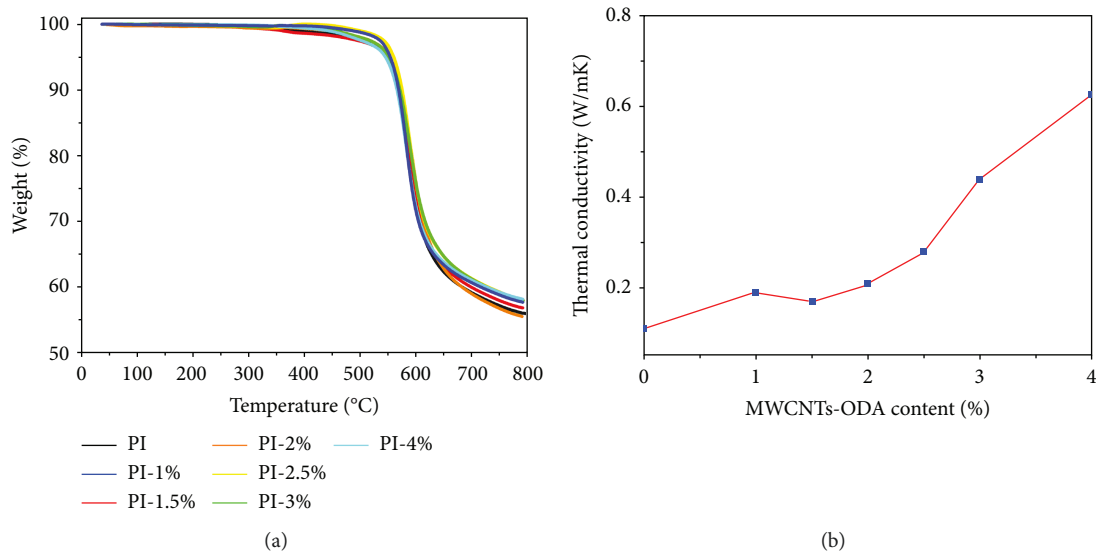 100
90
80
70
60
50
Weight (%)
0 100 200 300 400 500 600 700 800
Temperature (°C)
PI PI-2% PI-4%
PI-1% PI-2.5%
PI-1.5% PI-3%
(a)
0.8
0.6
0.4
0.2
Thermal conductivity (W/mK)
0 1 2 3 4
MWCNTs-ODA content (%)
(b)